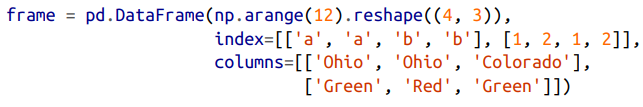 frame = pd.DataFrame(np.arange(12).reshape((4, 3)),
                     index=[['a', 'a', 'b', 'b'], [1, 2, 1, 2]],
                     columns=[['Ohio', 'Ohio', 'Colorado'],
                              ['Green', 'Red', 'Green']])